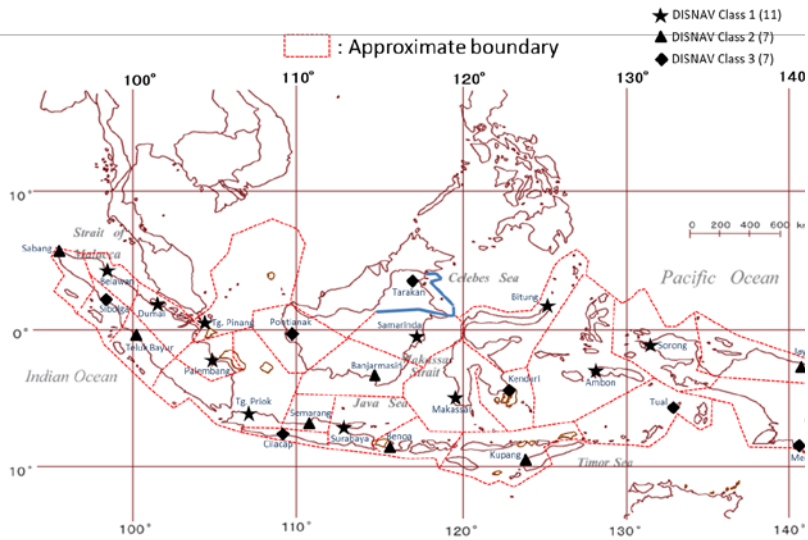 ★ DISNAV Class 1 (11)
▲ DISNAV Class 2 (7)
◆ DISNAV Class 3 (7)
: Approximate boundary
100° 110° 120° 130° 140
10°
0 200 400 600 km
Strait of
Malacca
Celebes Sea
Pacific Ocean
Sabang
Belawan
Tarakan
Bitung
Sibolga
Dumai
0°
Tg. Pinang
Pontianak
Samarinda
Sorong
Teluk Bayur
Indian Ocean
Palembang
Banjarmasin
Makassar
Strait
Kendari
Ambon
Tg. Priok
Java Sea
Makassar
Tual
Semarang
Cilacap
Surabaya
Benoa
Kupang
Timor Sea
10°
100° 110° 120° 130° 140